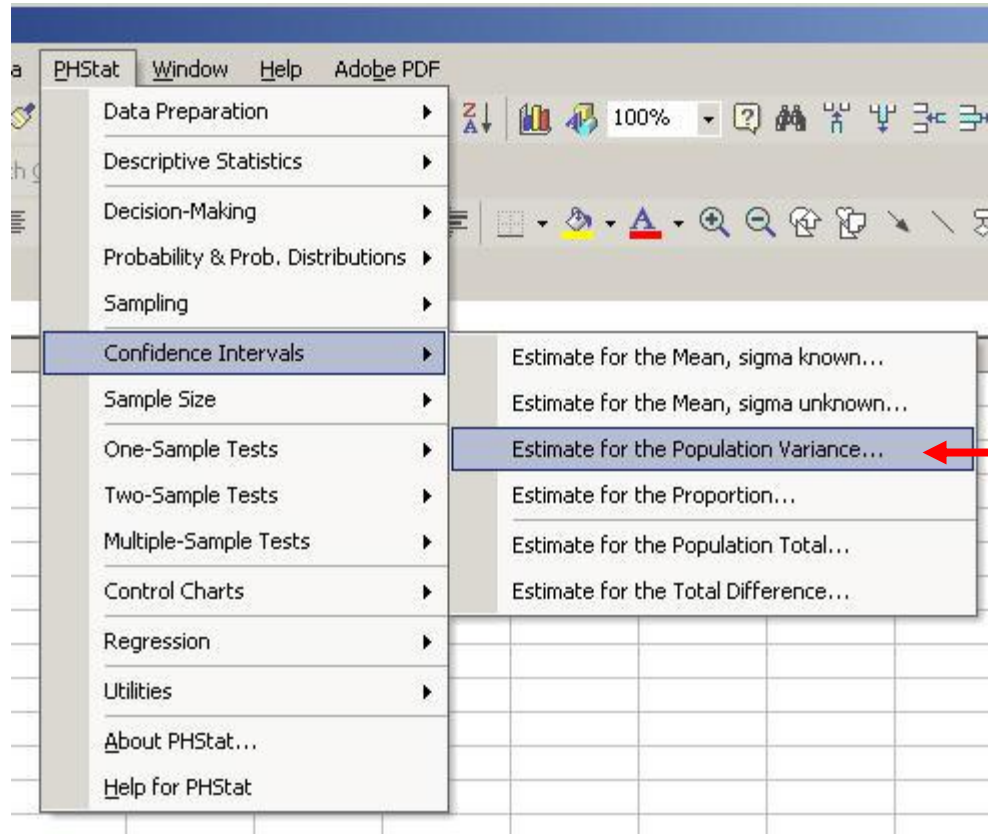 a PHStat Window Help Adobe PDF
Data Preparation
100%
Descriptive Statistics
Decision-Making
Probability & Prob. Distributions
Sampling
Confidence Intervals
Estimate for the Mean, sigma known...
Sample Size
Estimate for the Mean, sigma unknown...
One-Sample Tests
Estimate for the Population Variance...
Two-Sample Tests
Estimate for the Proportion...
Multiple-Sample Tests
Estimate for the Population Total...
Control Charts
Estimate for the Total Difference...
Regression
Utilities
About PHStat...
Help for PHStat